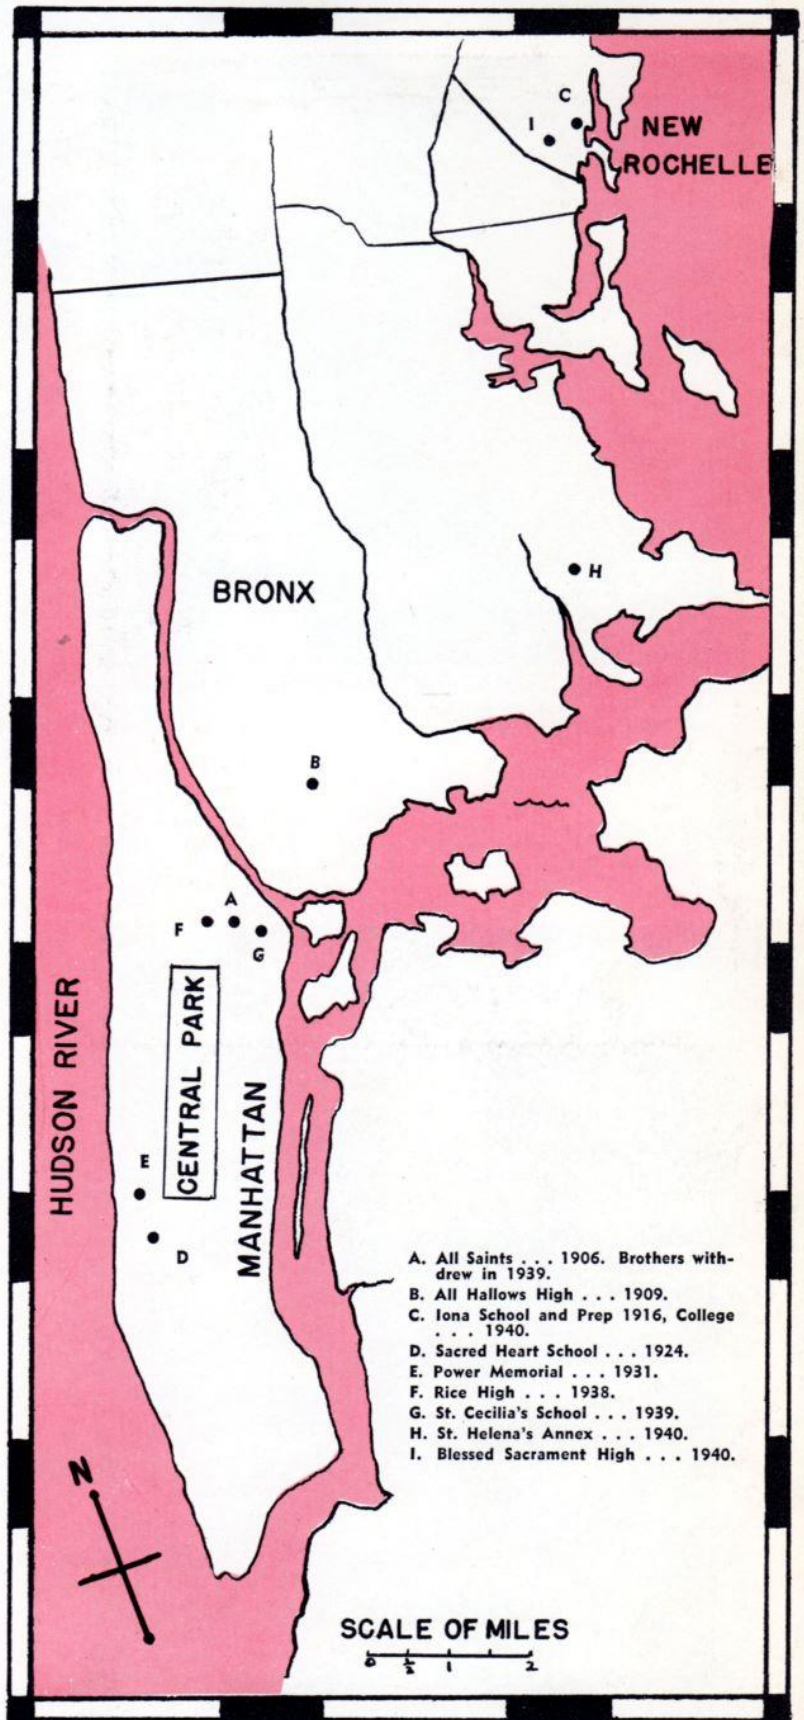 C
I
NEW
ROCHELLE
H
BRONX
B
A
F
G
CENTRAL PARK
HUDSON RIVER
MANHATTAN
E
D
A. All Saints . . . 1906. Brothers with-
drew in 1939.
B. All Hallows High . . . 1909.
C. Iona School and Prep 1916, College
. . . 1940.
D. Sacred Heart School . . . 1924.
E. Power Memorial . . . 1931.
F. Rice High . . . 1938.
G. St. Cecilia's School . . . 1939.
H. St. Helena's Annex . . . 1940.
I. Blessed Sacrament High . . . 1940.
N
SCALE OF MILES
0 ½ 1 2